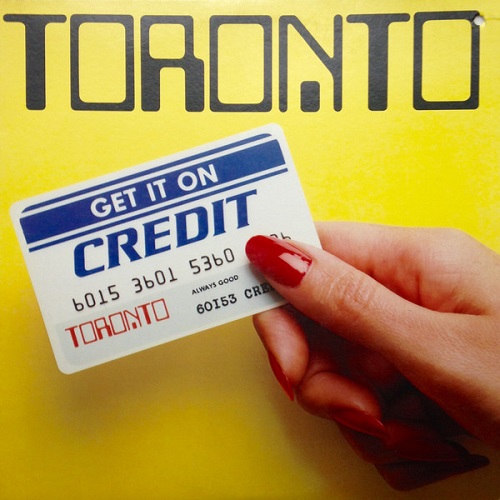 TORONTO
GET IT ON
CREDIT
6015 3601 5360
ALWAYS GOOD
TORONTO
60153 CRE